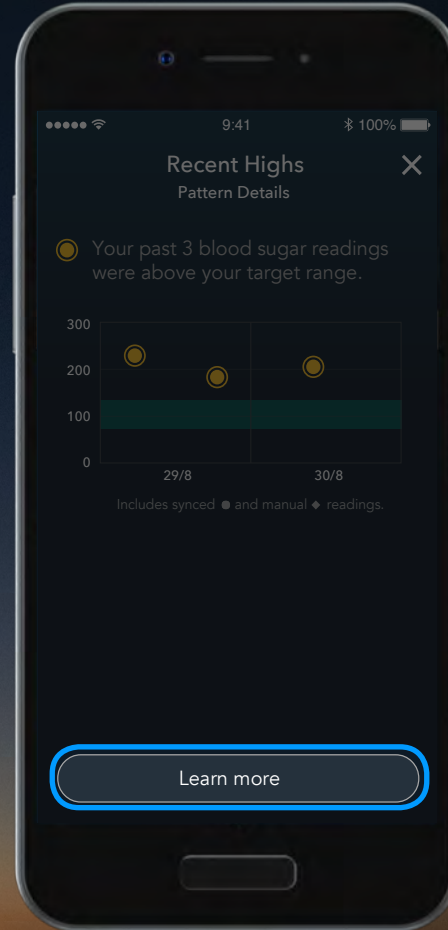 9:41
100%
Recent Highs
Pattern Details
Your past 3 blood sugar readings
were above your target range.
300
200
100
0
29/8
30/8
Includes synced ● and manual ◆ readings.
Learn more